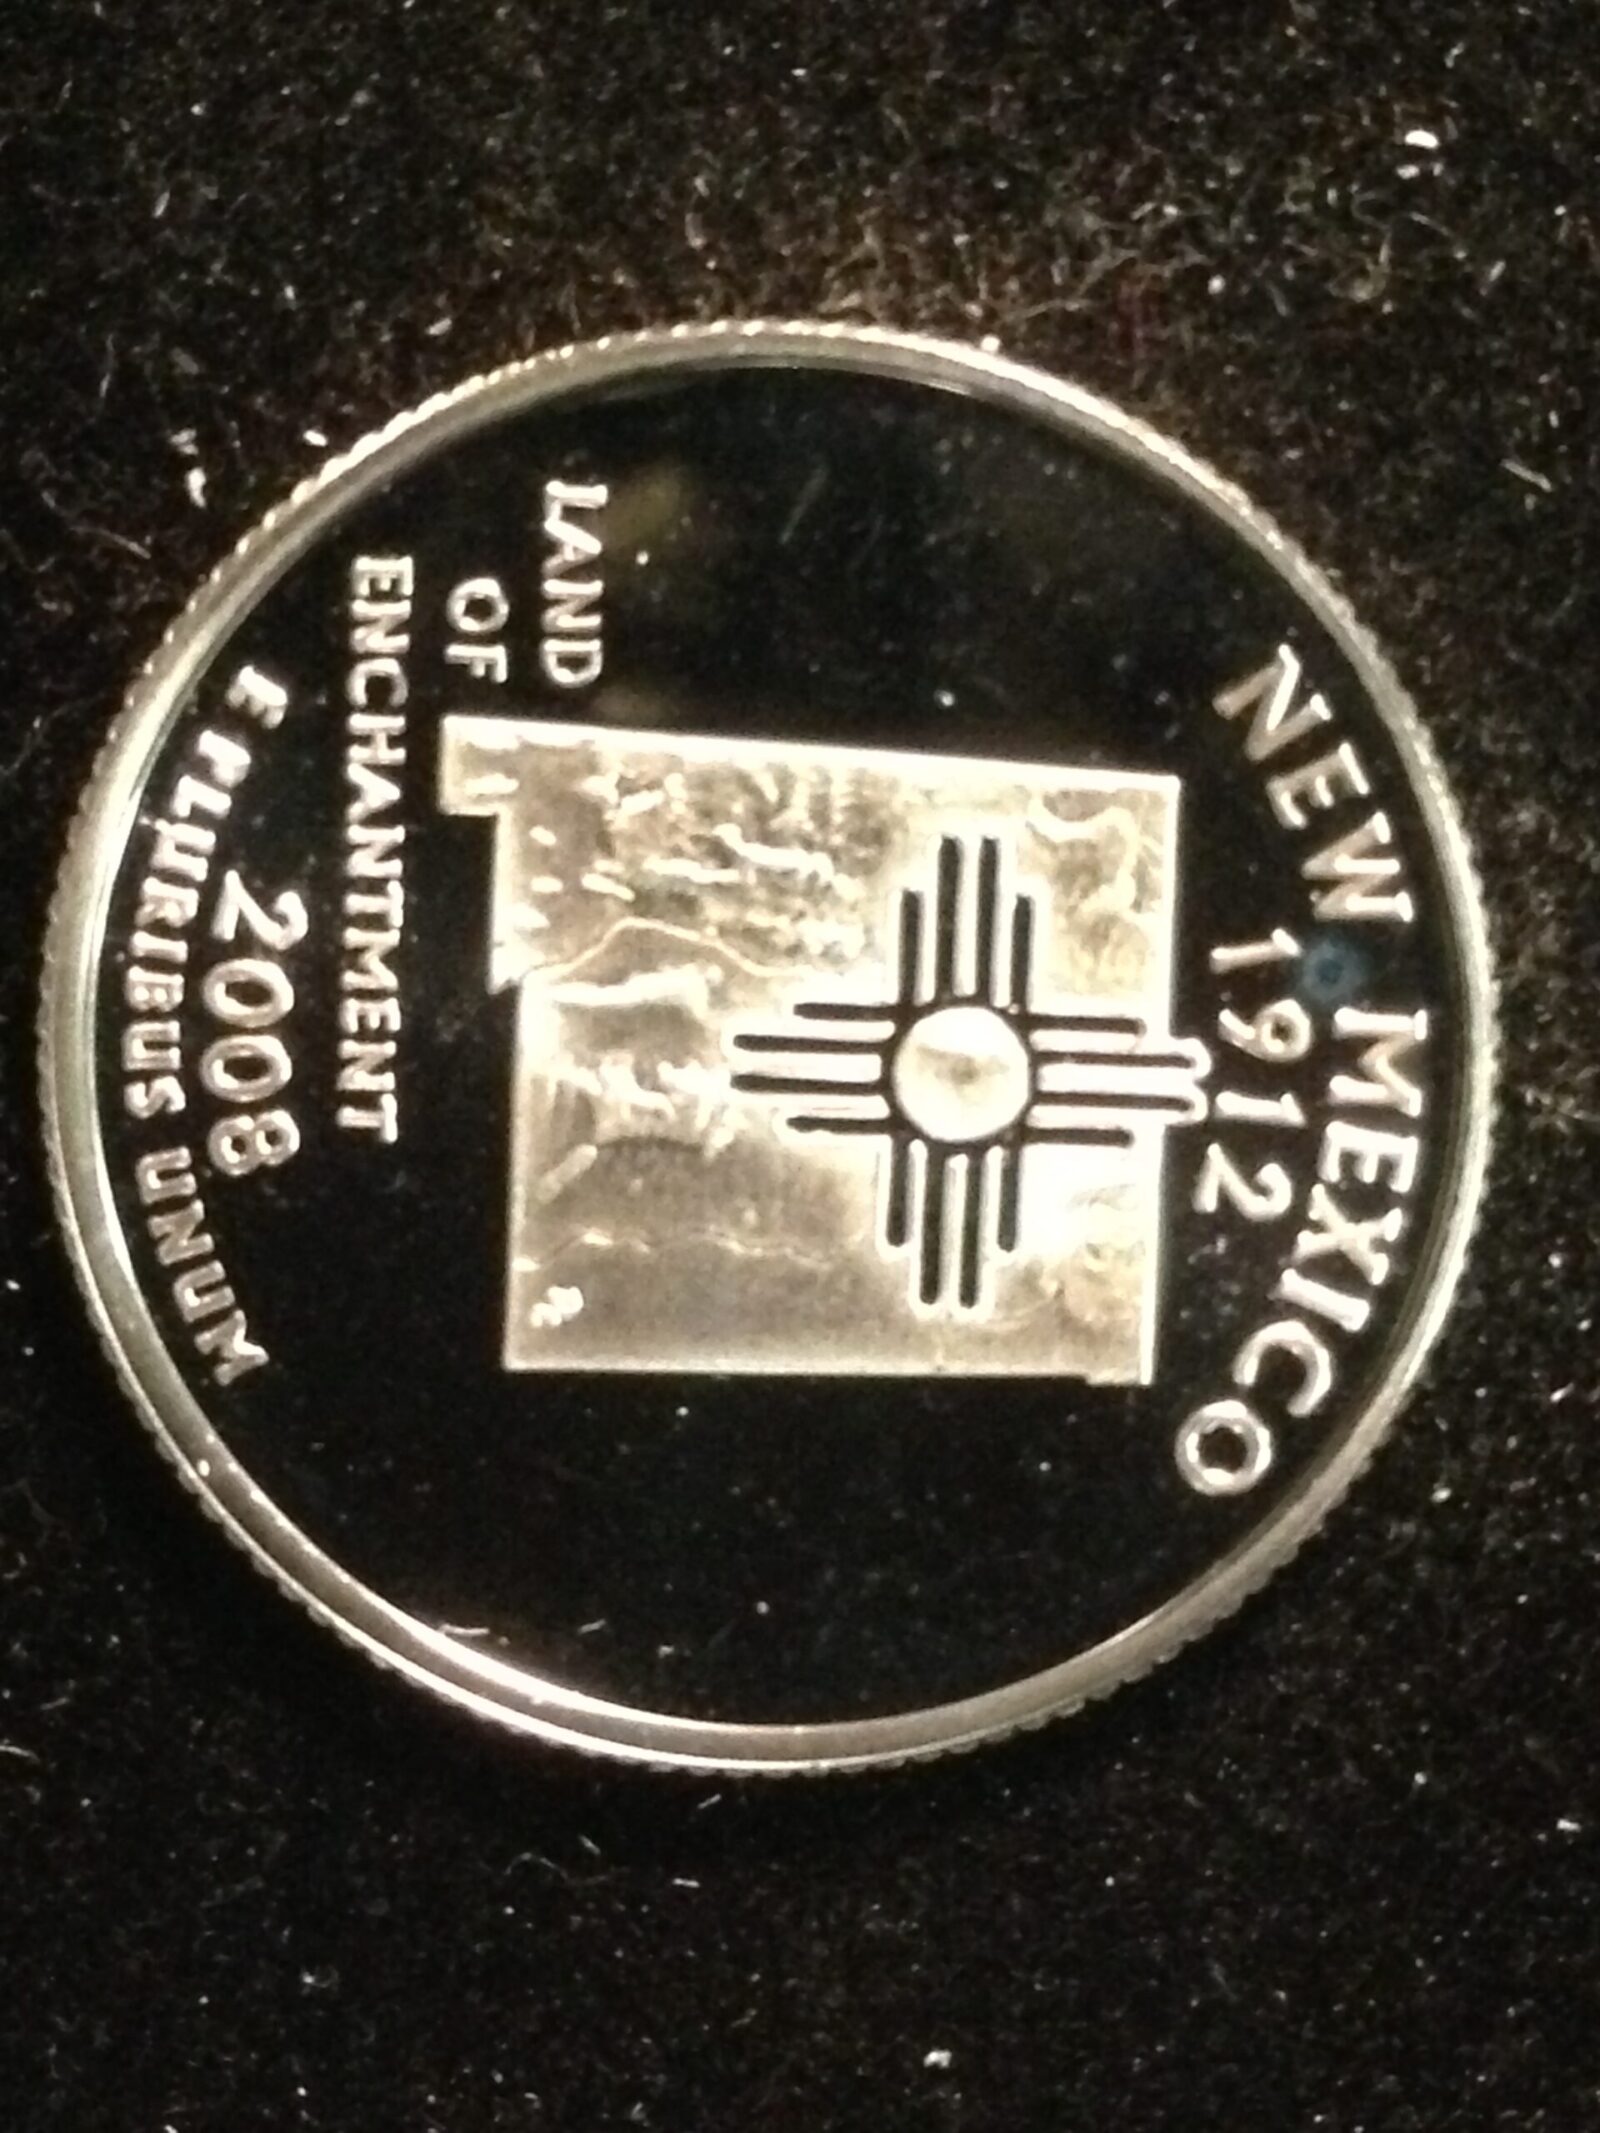 NEW MEXICO
1912
LAND
OF
ENCHANTMENT
2008
E PLURIBUS UNUM